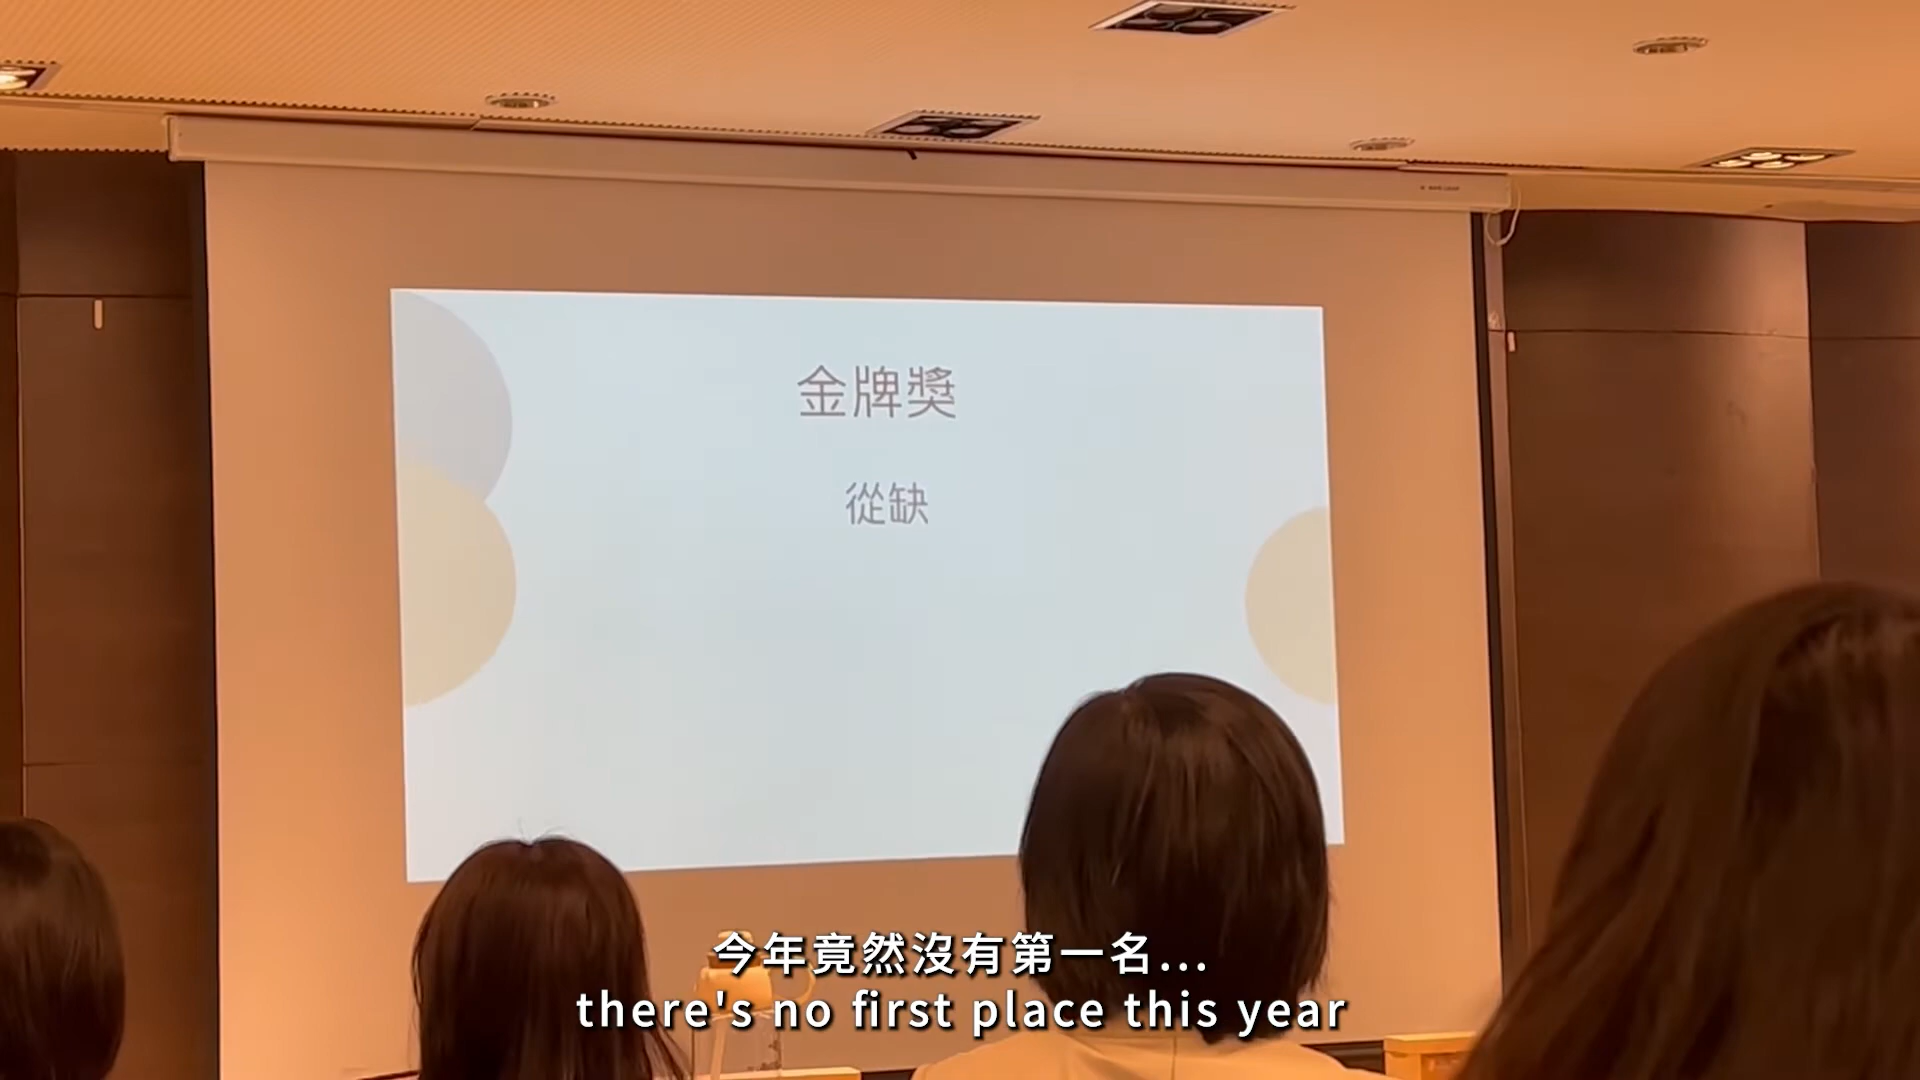 金牌獎
從缺
今年竟然沒有第一名...
there's no first place this year